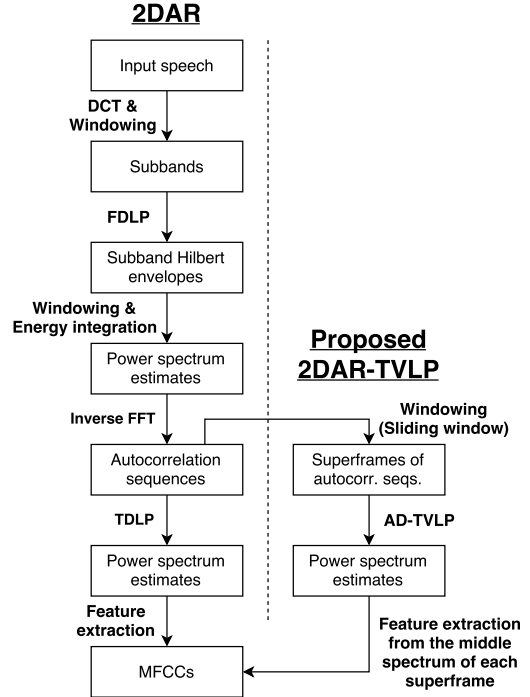 2DAR
Input speech
DCT &
Windowing
Subbands
FDLP
Subband Hilbert
envelopes
Windowing &
Energy integration
Power spectrum
estimates
Inverse FFT
Autocorrelation
sequences
TDLP
Power spectrum
estimates
Feature
extraction
MFCCs
Proposed
2DAR-TVLP
Windowing
(Sliding window)
Superframes of
autocorr. seqs.
AD-TVLP
Power spectrum
estimates
Feature extraction
from the middle
spectrum of each
superframe